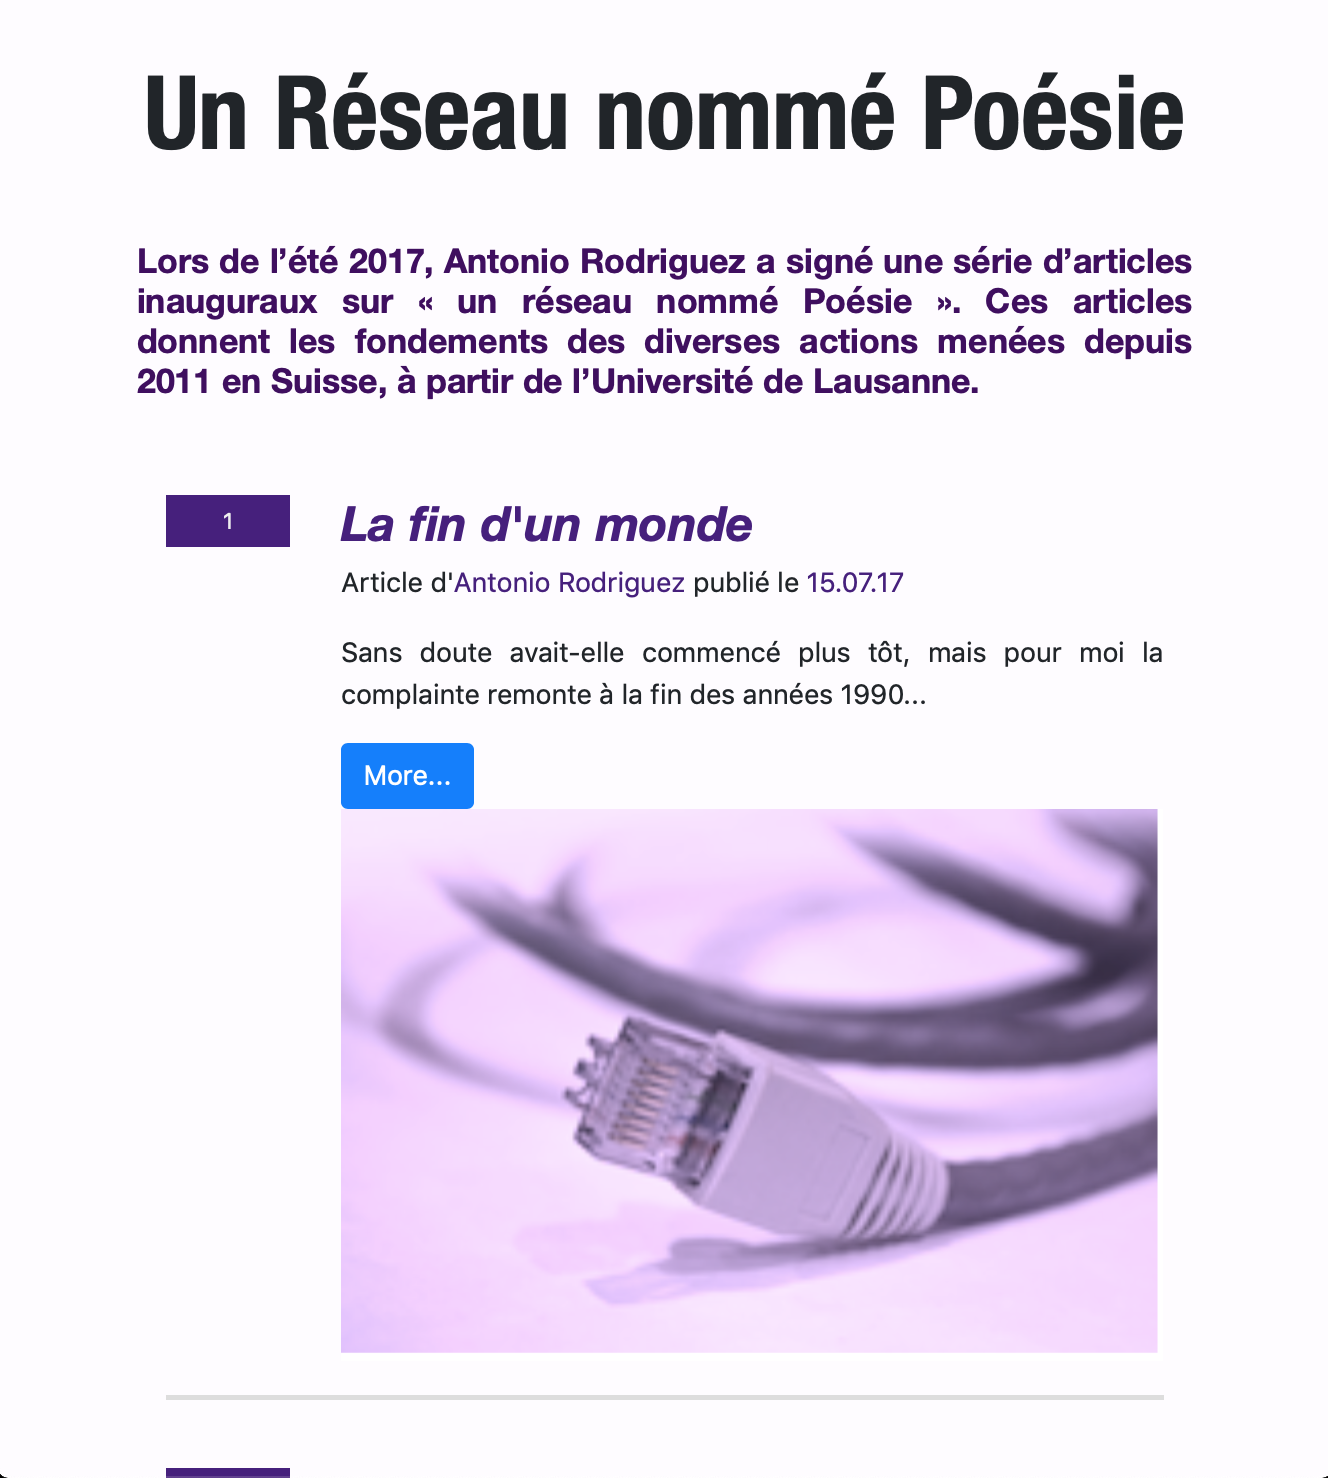 Un Réseau nommé Poésie
Lors de l’été 2017, Antonio Rodriguez a signé une série d’articles
inauguraux sur « un réseau nommé Poésie ». Ces articles
donnent les fondements des diverses actions menées depuis
2011 en Suisse, à partir de l’Université de Lausanne.
1
La fin d'un monde
Article d'Antonio Rodriguez publié le 15.07.17
Sans doute avait-elle commencé plus tôt, mais pour moi la
complainte remonte à la fin des années 1990...
More...